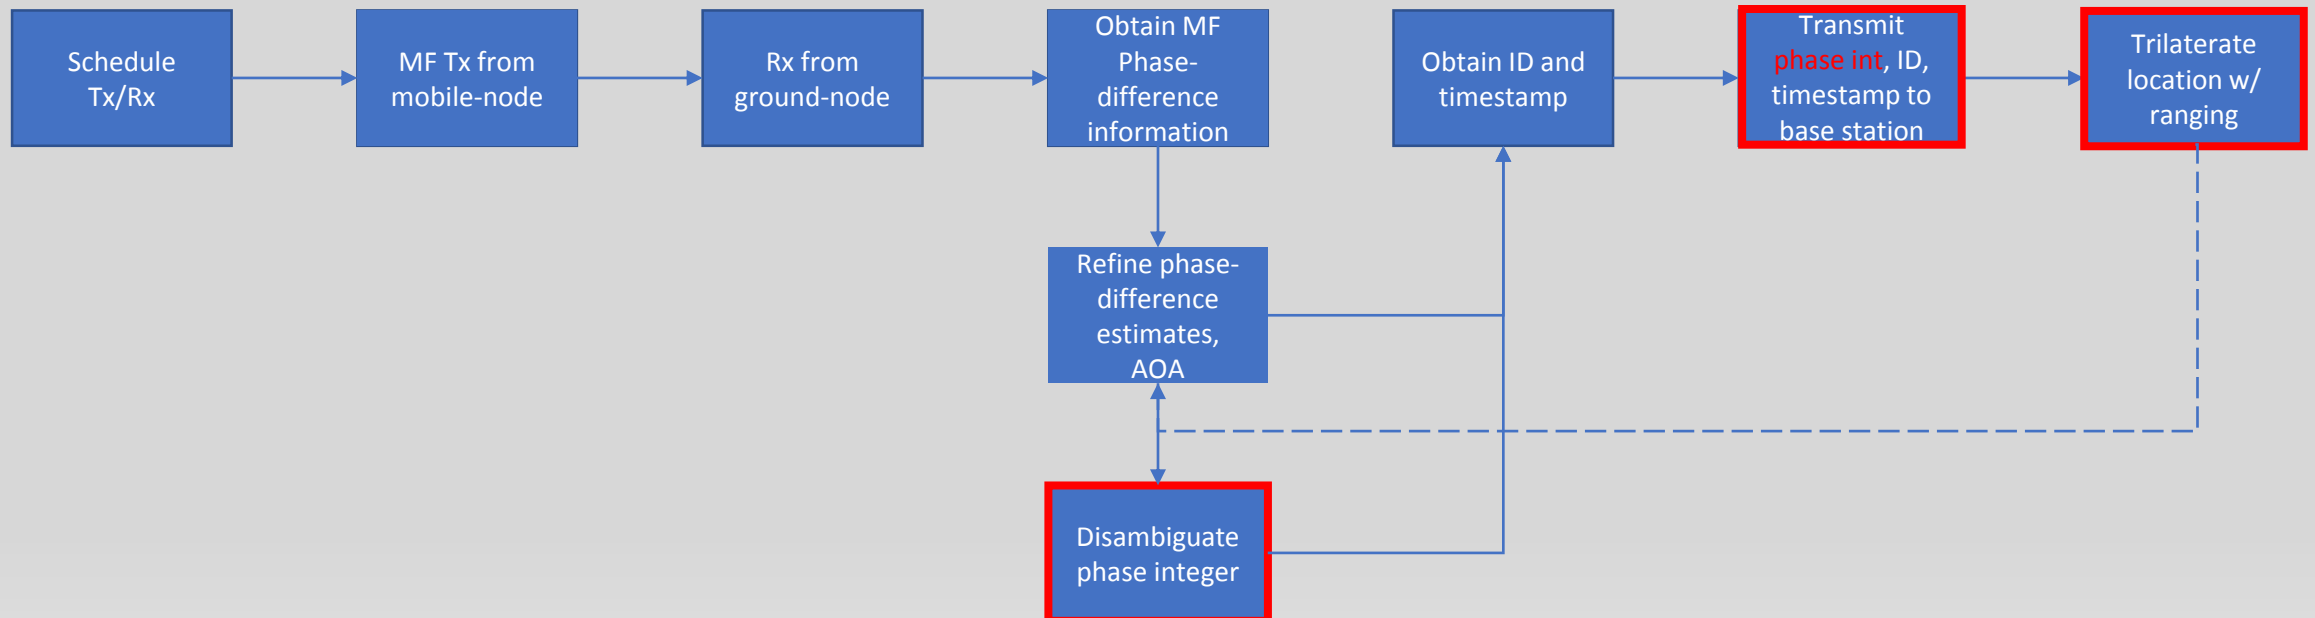 Schedule
Tx/Rx
MF Tx from
mobile-node
Rx from
ground-node
Obtain MF
Phase-
difference
information
Obtain ID and
timestamp
Transmit
phase int, ID,
timestamp to
base station
Trilaterate
location w/
ranging
Refine phase-
difference
estimates,
AOA
Disambiguate
phase integer